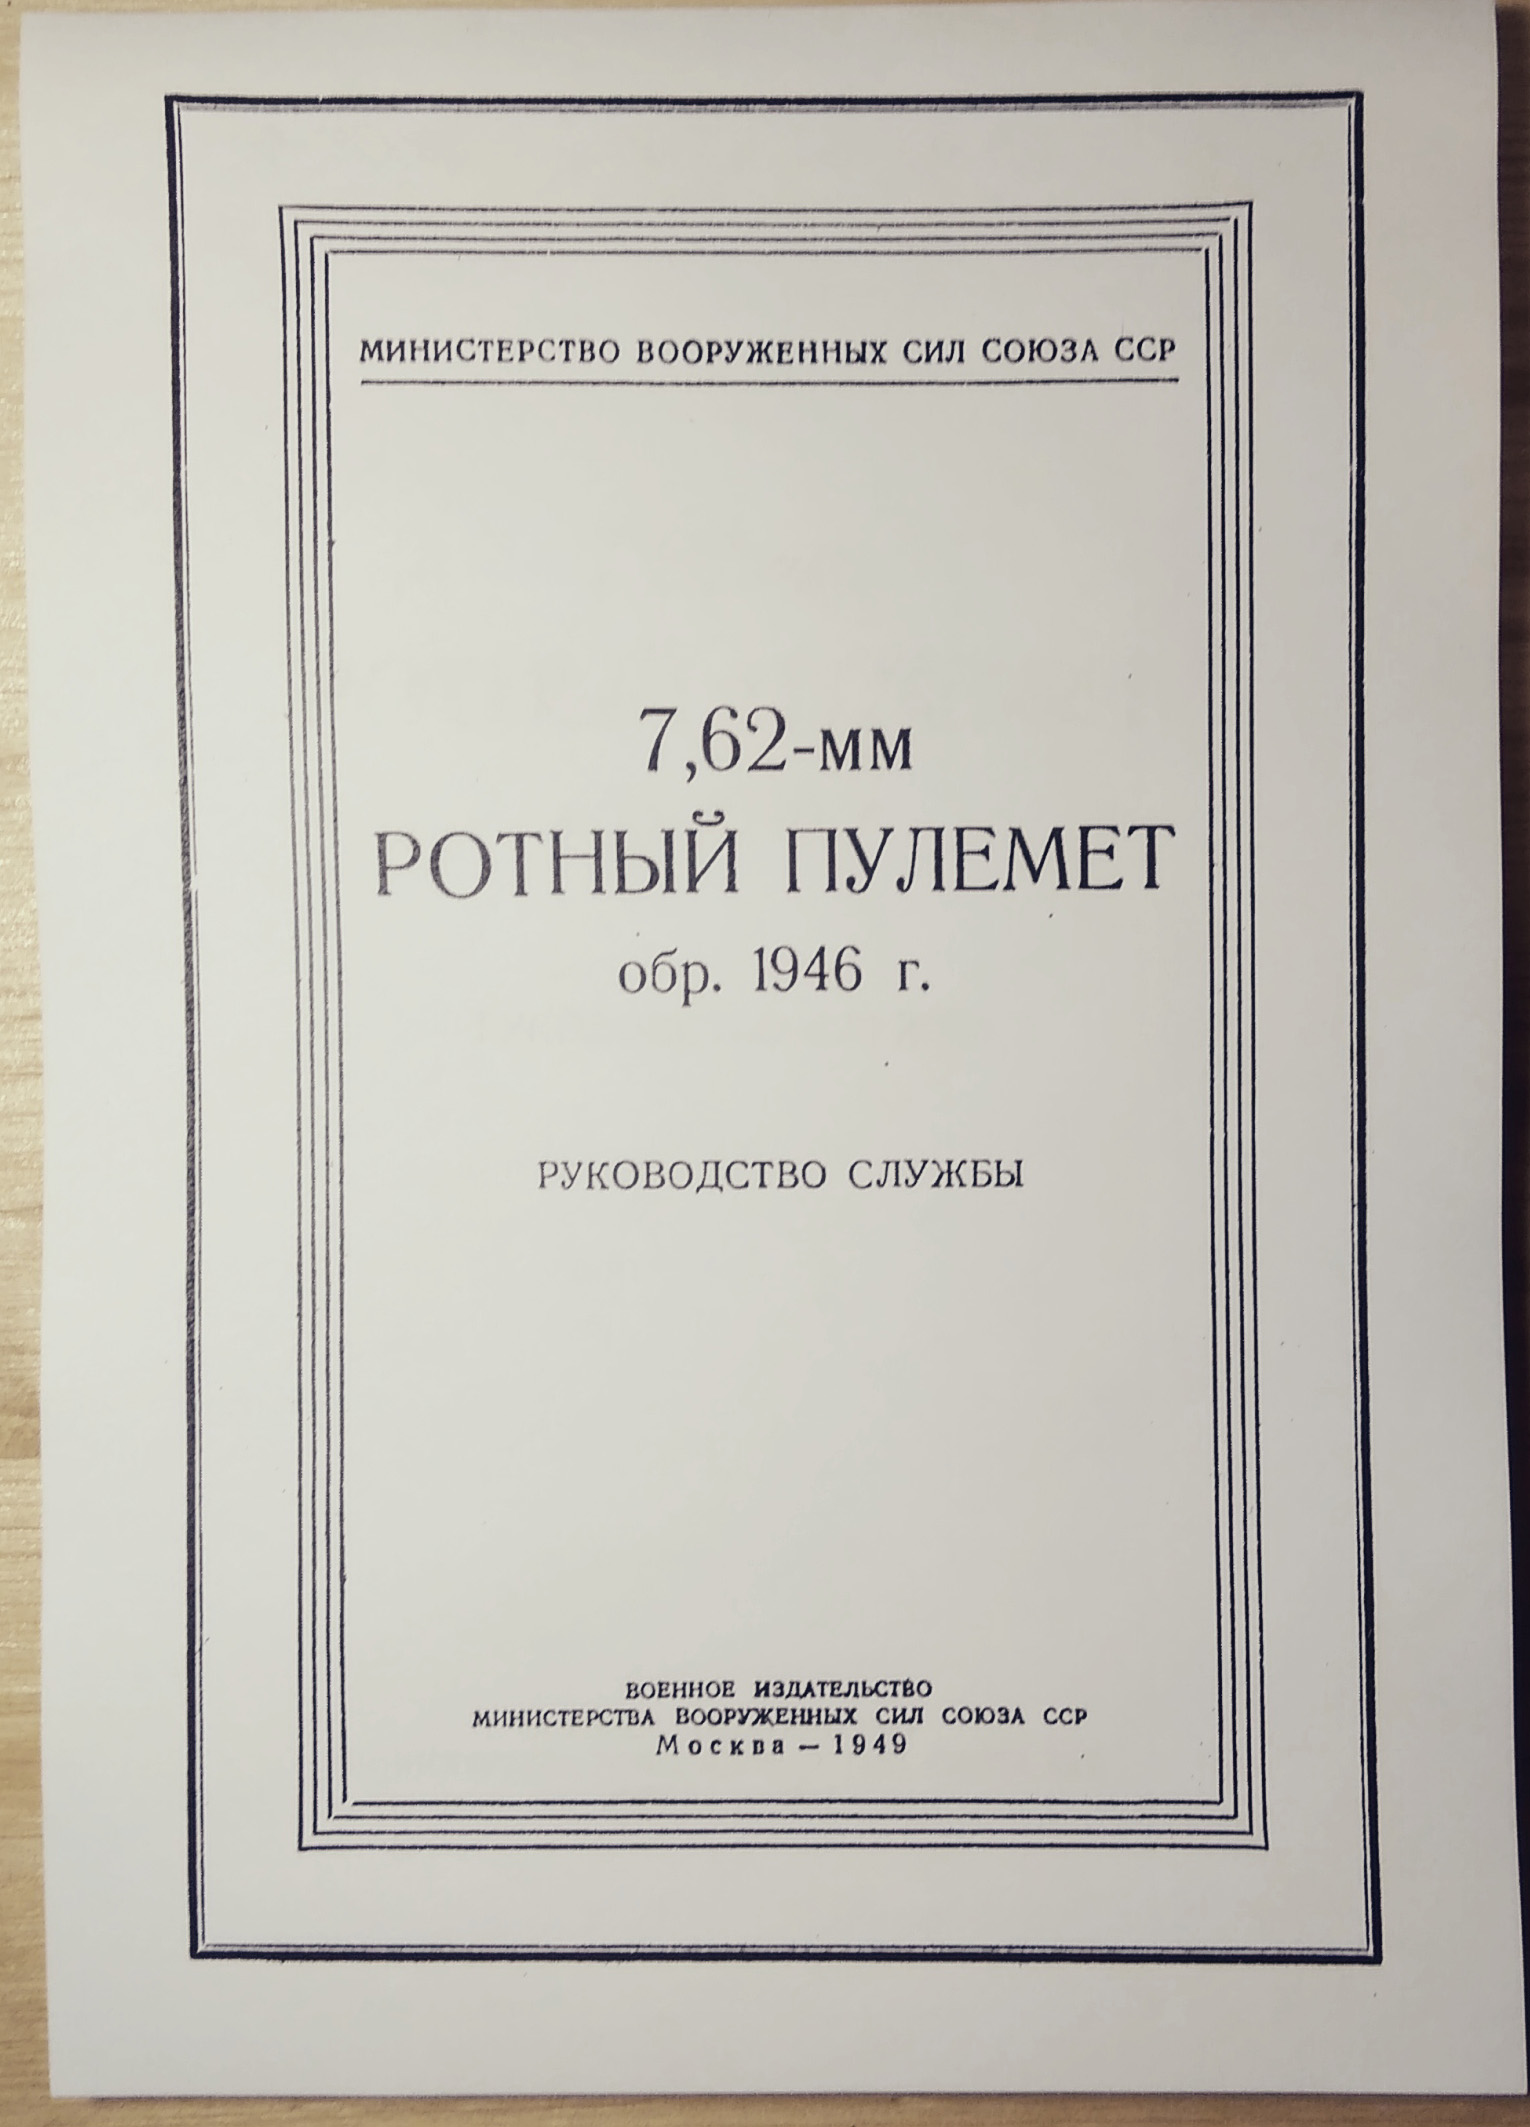 МИНИСТЕРСТВО ВООРУЖЕННЫХ СИЛ СОЮЗА ССР
7,62-мм
РОТНЫЙ ПУЛЕМЕТ
обр. 1946 г.
РУКОВОДСТВО СЛУЖБЫ
ВОЕННОЕ ИЗДАТЕЛЬСТВО
МИНИСТЕРСТВА ВООРУЖЕННЫХ СИЛ СОЮЗА ССР
Москва — 1949